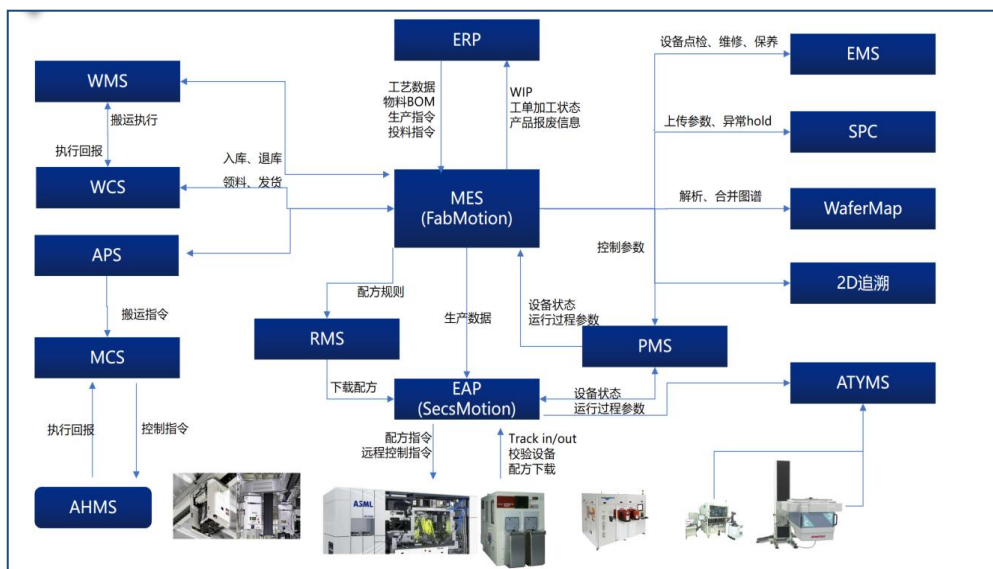 ERP
设备点检、维修、保养
EMS
WMS
工艺数据
物料BOM
生产指令
投料指令
WIP
工单加工状态
产品报废信息
搬运执行
上传参数、异常hold
SPC
执行回报
入库、退库
WCS
领料、发货
MES
(FabMotion)
解析、合并图谱
WaferMap
APS
控制参数
2D追溯
配方规则
搬运指令
生产数据
设备状态
运行过程参数
RMS
PMS
MCS
下载配方
EAP
(SecsMotion)
设备状态
运行过程参数
ATYMS
执行回报
控制指令
配方指令
远程控制指令
Track in/out
校验设备
配方下载
AHMS
ASML